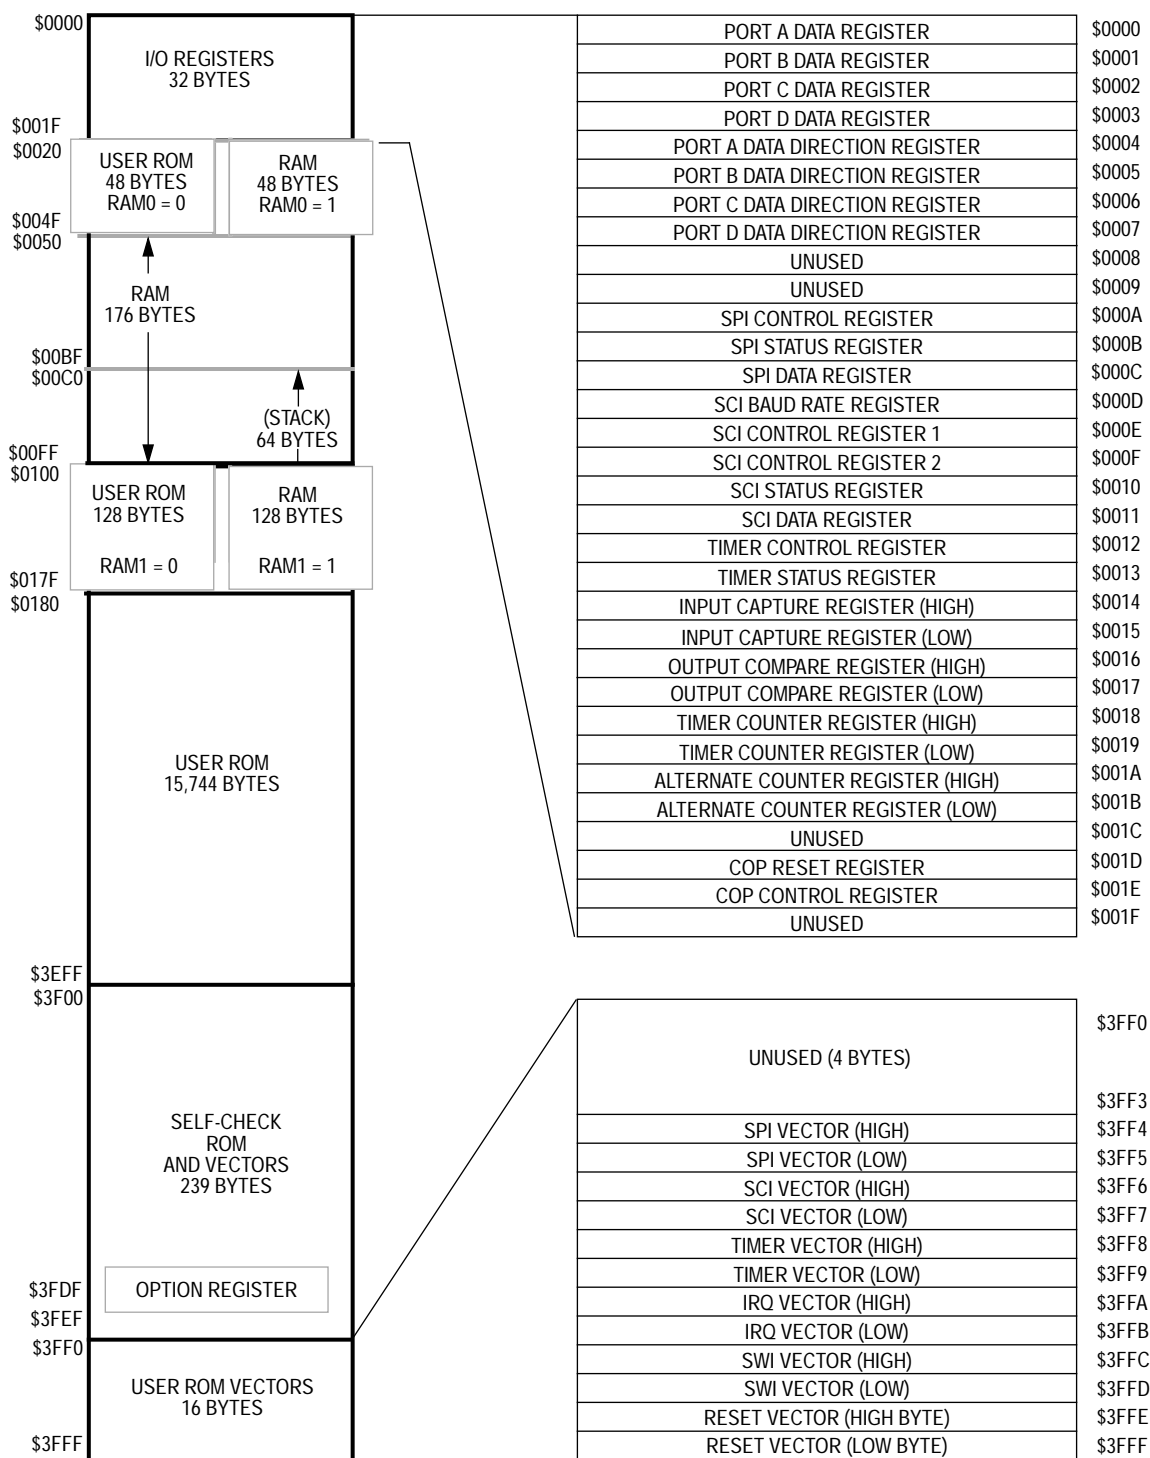 $0000
I/O REGISTERS
32 BYTES
$001F
$0020
USER ROM
48 BYTES
RAM0 = 0
RAM
48 BYTES
RAM0 = 1
$004F
$0050
RAM
176 BYTES
$00BF
$00C0
(STACK)
64 BYTES
$00FF
$0100
USER ROM
128 BYTES
RAM1 = 0
RAM
128 BYTES
RAM1 = 1
$017F
$0180
USER ROM
15,744 BYTES
$3EFF
$3F00
SELF-CHECK
ROM
AND VECTORS
239 BYTES
$3FDF
OPTION REGISTER
$3FEF
$3FF0
USER ROM VECTORS
16 BYTES
$3FFF
PORT A DATA REGISTER $0000
PORT B DATA REGISTER $0001
PORT C DATA REGISTER $0002
PORT D DATA REGISTER $0003
PORT A DATA DIRECTION REGISTER $0004
PORT B DATA DIRECTION REGISTER $0005
PORT C DATA DIRECTION REGISTER $0006
PORT D DATA DIRECTION REGISTER $0007
UNUSED $0008
UNUSED $0009
SPI CONTROL REGISTER $000A
SPI STATUS REGISTER $000B
SPI DATA REGISTER $000C
SCI BAUD RATE REGISTER $000D
SCI CONTROL REGISTER 1 $000E
SCI CONTROL REGISTER 2 $000F
SCI STATUS REGISTER $0010
SCI DATA REGISTER $0011
TIMER CONTROL REGISTER $0012
TIMER STATUS REGISTER $0013
INPUT CAPTURE REGISTER (HIGH) $0014
INPUT CAPTURE REGISTER (LOW) $0015
OUTPUT COMPARE REGISTER (HIGH) $0016
OUTPUT COMPARE REGISTER (LOW) $0017
TIMER COUNTER REGISTER (HIGH) $0018
TIMER COUNTER REGISTER (LOW) $0019
ALTERNATE COUNTER REGISTER (HIGH) $001A
ALTERNATE COUNTER REGISTER (LOW) $001B
UNUSED $001C
COP RESET REGISTER $001D
COP CONTROL REGISTER $001E
UNUSED $001F
$3FF0
UNUSED (4 BYTES)
$3FF3
SPI VECTOR (HIGH) $3FF4
SPI VECTOR (LOW) $3FF5
SCI VECTOR (HIGH) $3FF6
SCI VECTOR (LOW) $3FF7
TIMER VECTOR (HIGH) $3FF8
TIMER VECTOR (LOW) $3FF9
IRQ VECTOR (HIGH) $3FFA
IRQ VECTOR (LOW) $3FFB
SWI VECTOR (HIGH) $3FFC
SWI VECTOR (LOW) $3FFD
RESET VECTOR (HIGH BYTE) $3FFE
RESET VECTOR (LOW BYTE) $3FFF